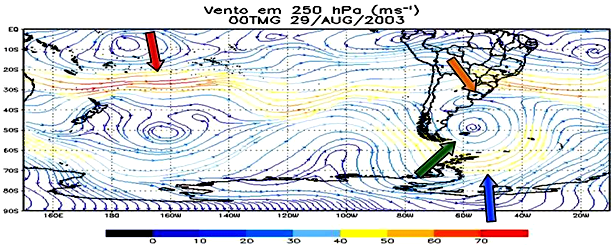 Vento em 250 hPa (ms⁻¹)
00TMG 29/AUG/2003
EQ
10S
20S
30S
40S
50S
60S
70S
80S
90S
160E 180 160W 140W 120W 100W 80W 60W 40W 20W
0 10 20 30 40 50 60 70